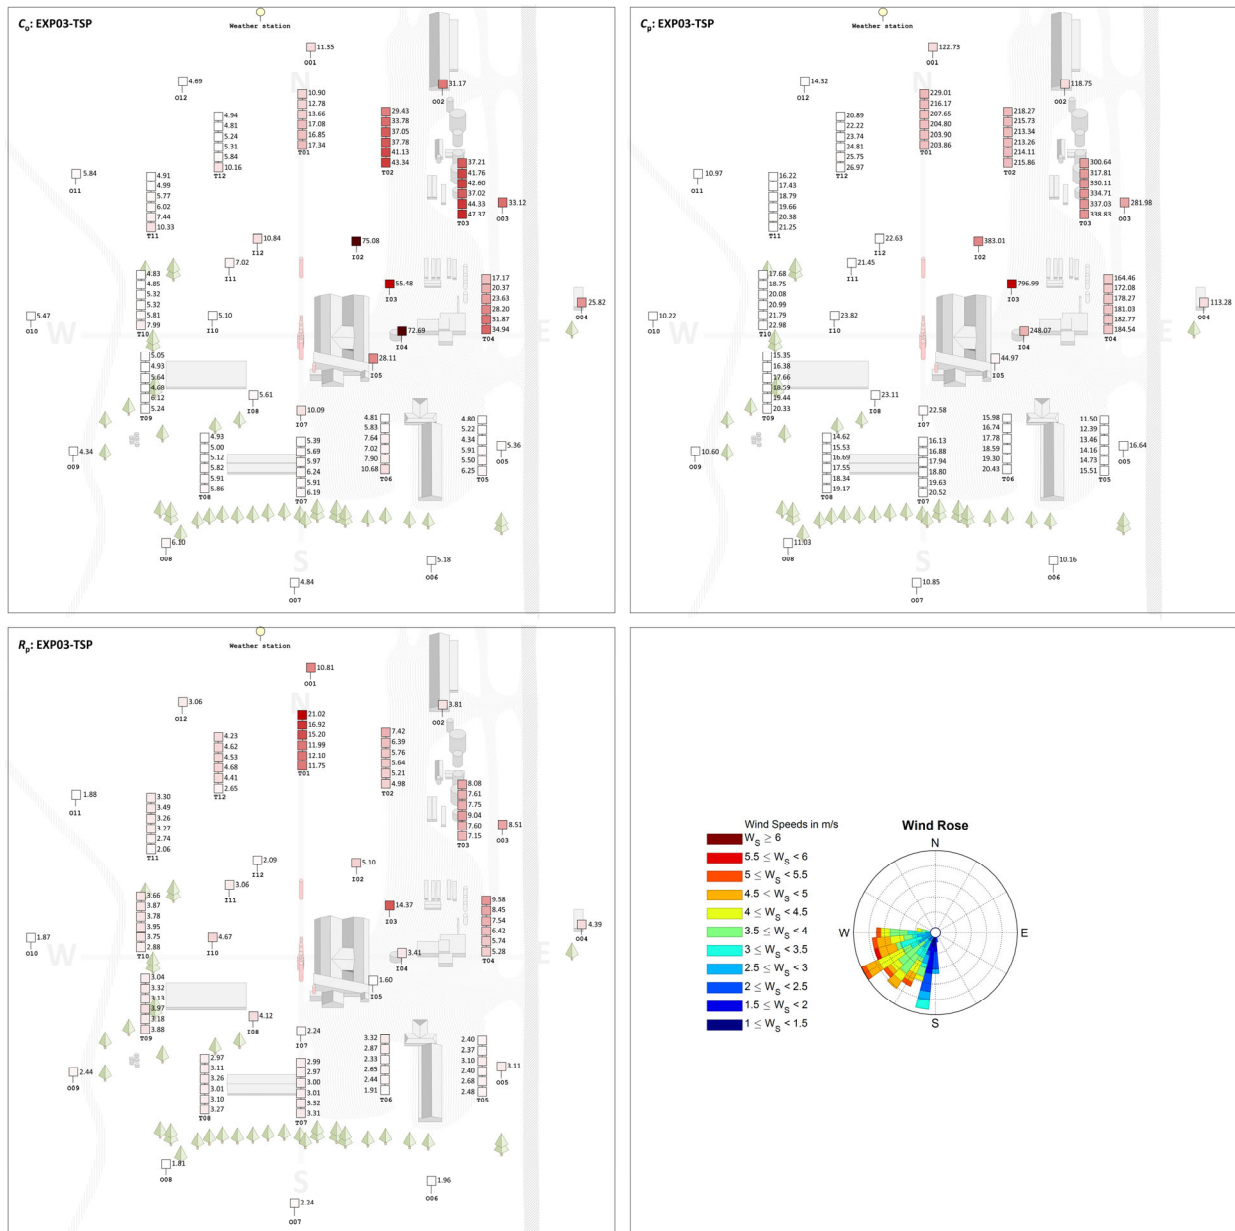 C₀: EXP03-TSP
Weather station
11.35
O01
31.17
O02
4.69
O12
10.90
12.78
13.66
17.08
16.85
17.34
T01
29.43
33.78
37.05
37.78
41.13
43.34
T02
4.94
4.81
5.24
5.31
5.84
10.16
T12
37.21
41.76
42.60
37.02
44.33
47.37
T03
33.12
O03
5.84
O11
4.91
4.99
5.77
6.02
7.44
10.33
T11
10.84
I12
75.08
I02
7.02
I11
55.48
I03
4.83
4.85
5.32
5.32
5.81
7.99
T10
17.17
20.37
23.63
28.20
31.87
34.94
T04
25.82
O04
5.47
O10
W
E
N
S
5.10
I10
72.69
I04
28.11
I05
5.05
4.93
5.64
4.68
6.12
5.24
T09
5.61
I08
10.09
I07
4.81
5.83
7.64
7.02
7.90
10.68
T06
4.80
5.22
4.34
5.91
5.50
6.25
T05
5.36
O05
4.34
O09
4.93
5.00
5.12
5.82
5.91
5.86
T08
5.39
5.69
5.97
6.24
5.91
6.19
T07
6.10
O08
5.18
O06
4.84
O07
Cₚ: EXP03-TSP
Weather station
122.73
O01
118.75
O02
14.32
O12
229.01
216.17
207.65
204.80
203.90
203.86
T01
218.27
215.73
213.34
213.26
214.11
215.86
T02
20.89
22.22
23.74
24.81
25.75
26.97
T12
300.64
317.81
330.11
334.71
337.03
338.83
T03
281.98
O03
10.97
O11
16.22
17.43
18.79
19.66
20.38
21.25
T11
22.63
I12
383.01
I02
21.45
I11
796.99
I03
17.68
18.75
20.08
20.99
21.79
22.98
T10
164.46
172.08
178.27
181.03
182.77
184.54
T04
113.28
O04
10.22
O10
W
E
N
S
23.82
I10
248.07
I04
44.97
I05
15.35
16.38
17.66
18.59
19.44
20.33
T09
23.11
I08
22.58
I07
15.98
16.74
17.78
18.59
19.30
20.43
T06
11.50
12.39
13.46
14.16
14.73
15.51
T05
16.64
O05
10.60
O09
14.62
15.53
16.69
17.55
18.34
19.17
T08
16.13
16.88
17.94
18.80
19.63
20.52
T07
11.03
O08
10.16
O06
10.85
O07
Rₚ: EXP03-TSP
Weather station
10.81
O01
3.81
O02
3.06
O12
21.02
16.92
15.20
11.99
12.10
11.75
T01
7.42
6.39
5.76
5.64
5.21
4.98
T02
4.23
4.62
4.53
4.68
4.41
2.65
T12
8.08
7.61
7.75
9.04
7.60
7.15
T03
8.51
O03
1.88
O11
3.30
3.49
3.26
3.27
2.74
2.06
T11
2.09
I12
5.10
I02
3.06
I11
14.37
I03
3.66
3.87
3.78
3.95
3.75
2.88
T10
9.58
8.45
7.54
6.42
5.74
5.28
T04
4.39
O04
1.87
O10
W
E
N
S
4.67
I10
3.41
I04
1.60
I05
3.04
3.32
3.13
3.97
3.18
3.88
T09
4.12
I08
2.24
I07
3.32
2.87
2.33
2.65
2.44
1.91
T06
2.40
2.37
3.10
2.40
2.68
2.48
T05
3.11
O05
2.44
O09
2.97
3.11
3.26
3.01
3.10
3.27
T08
2.99
2.97
3.00
3.01
3.32
3.31
T07
1.81
O08
1.96
O06
2.24
O07
Wind Speeds in m/s
W_S ≥ 6
5.5 ≤ W_S < 6
5 ≤ W_S < 5.5
4.5 ≤ W_S < 5
4 ≤ W_S < 4.5
3.5 ≤ W_S < 4
3 ≤ W_S < 3.5
2.5 ≤ W_S < 3
2 ≤ W_S < 2.5
1.5 ≤ W_S < 2
1 ≤ W_S < 1.5
Wind Rose
N
W
E
S